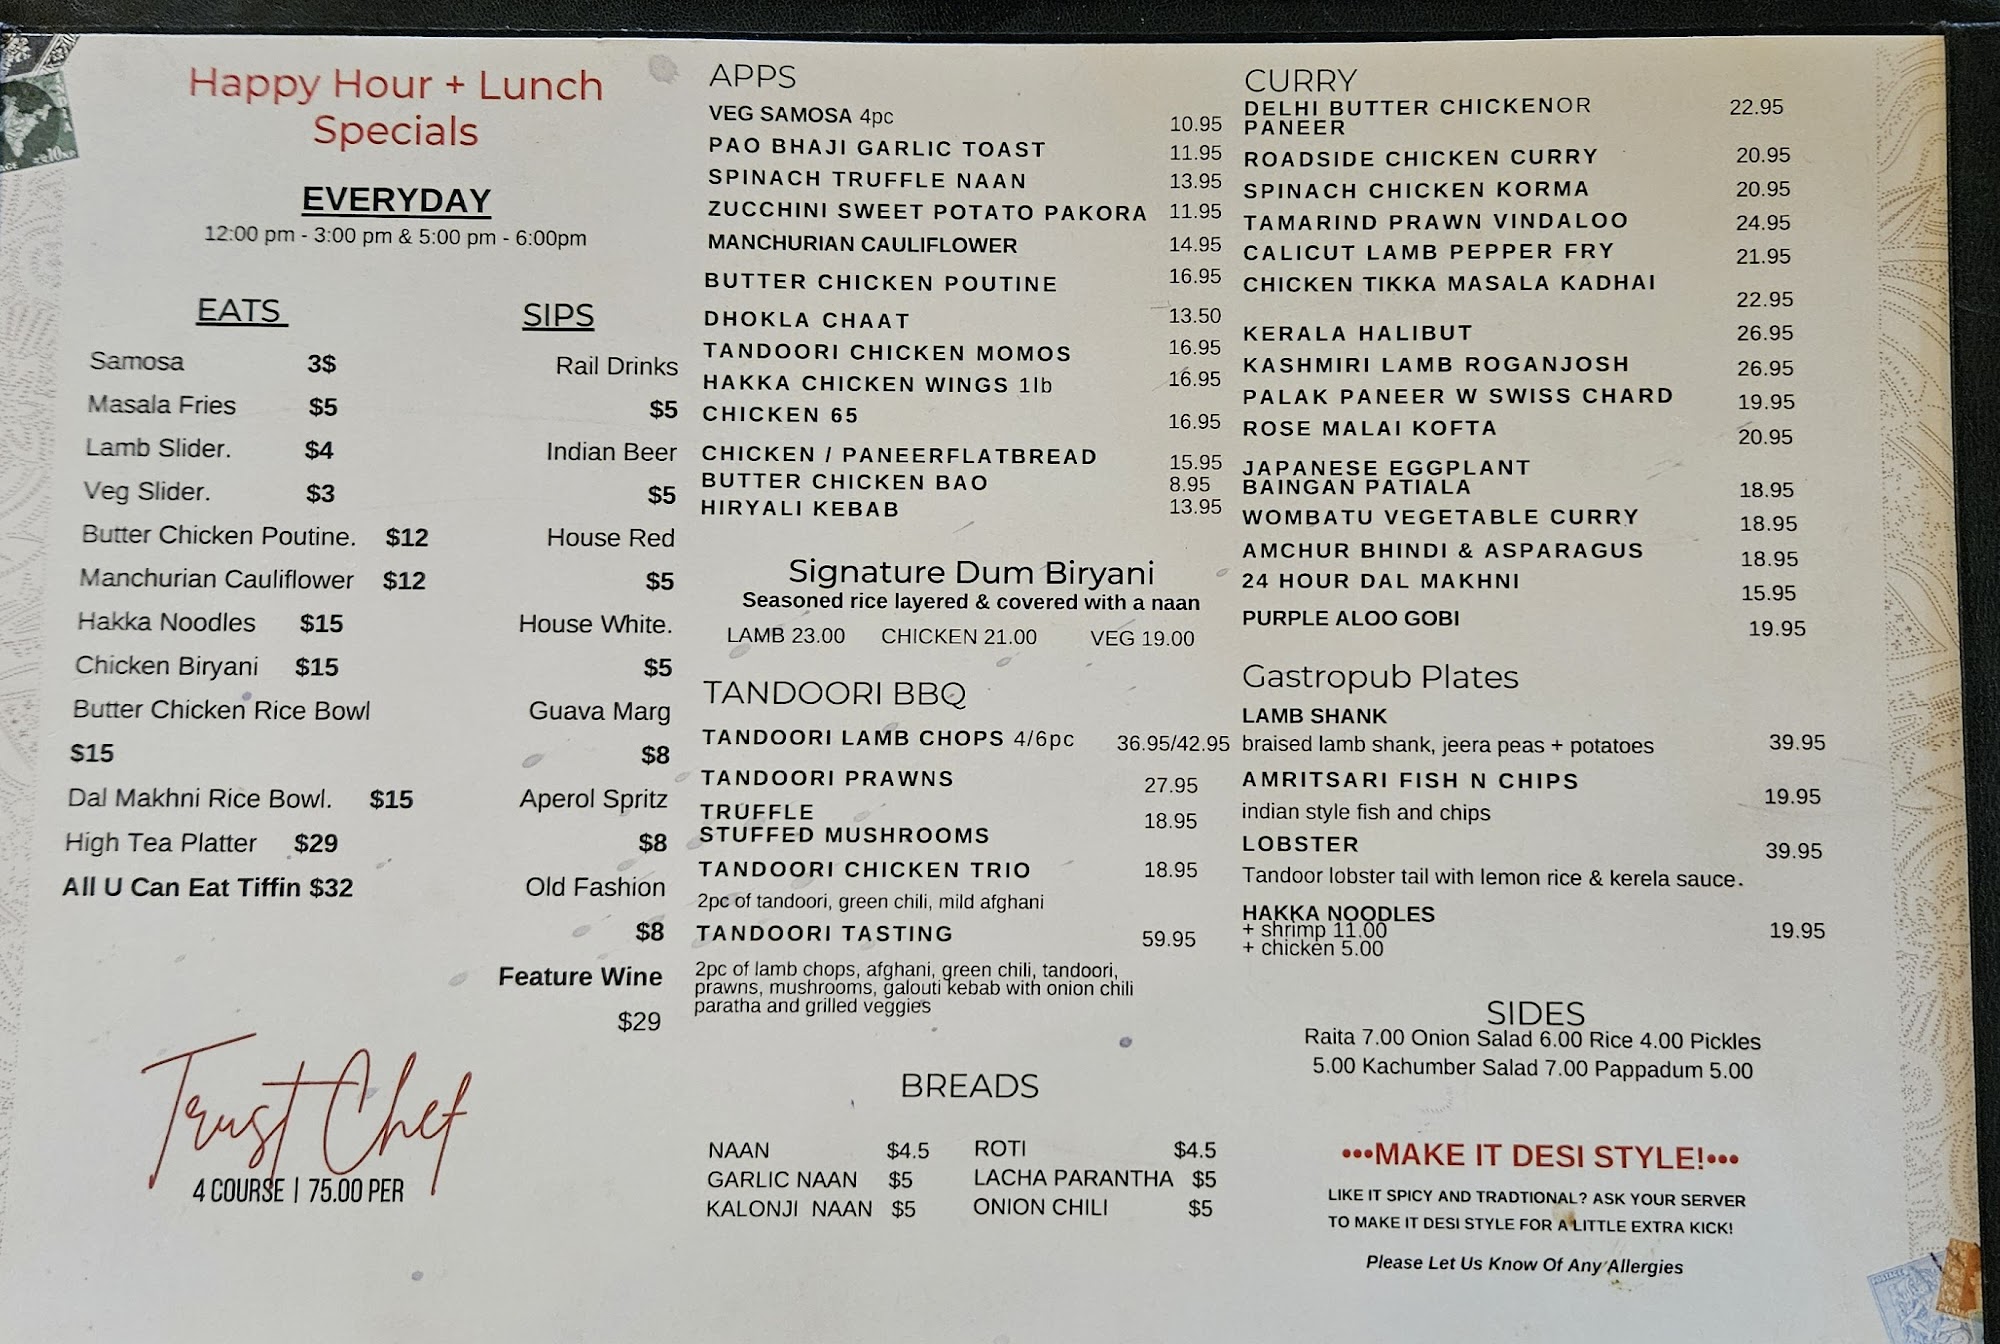 Happy Hour + Lunch
Specials
EVERYDAY
12:00 pm - 3:00 pm & 5:00 pm - 6:00pm
EATS
Samosa 3$
Masala Fries $5
Lamb Slider. $4
Veg Slider. $3
Butter Chicken Poutine. $12
Manchurian Cauliflower $12
Hakka Noodles $15
Chicken Biryani $15
Butter Chicken Rice Bowl
$15
Dal Makhni Rice Bowl. $15
High Tea Platter $29
All U Can Eat Tiffin $32
SIPS
Rail Drinks
$5
Indian Beer
$5
House Red
$5
House White.
$5
Guava Marg
$8
Aperol Spritz
$8
Old Fashion
$8
Feature Wine
$29
Trust Chef
4 COURSE | 75.00 PER
APPS
VEG SAMOSA 4pc 10.95
PAO BHAJI GARLIC TOAST 11.95
SPINACH TRUFFLE NAAN 13.95
ZUCCHINI SWEET POTATO PAKORA 11.95
MANCHURIAN CAULIFLOWER 14.95
BUTTER CHICKEN POUTINE 16.95
DHOKLA CHAAT 13.50
TANDOORI CHICKEN MOMOS 16.95
HAKKA CHICKEN WINGS 1lb 16.95
CHICKEN 65 16.95
CHICKEN / PANEERFLATBREAD 15.95
BUTTER CHICKEN BAO 8.95
HIRYALI KEBAB 13.95
Signature Dum Biryani
Seasoned rice layered & covered with a naan
LAMB 23.00 CHICKEN 21.00 VEG 19.00
TANDOORI BBQ
TANDOORI LAMB CHOPS 4/6pc 36.95/42.95
TANDOORI PRAWNS 27.95
TRUFFLE
STUFFED MUSHROOMS 18.95
TANDOORI CHICKEN TRIO 18.95
2pc of tandoori, green chili, mild afghani
TANDOORI TASTING 59.95
2pc of lamb chops, afghani, green chili, tandoori,
prawns, mushrooms, galouti kebab with onion chili
paratha and grilled veggies
BREADS
NAAN $4.5 ROTI $4.5
GARLIC NAAN $5 LACHA PARANTHA $5
KALONJI NAAN $5 ONION CHILI $5
CURRY
DELHI BUTTER CHICKENOR 22.95
PANEER
ROADSIDE CHICKEN CURRY 20.95
SPINACH CHICKEN KORMA 20.95
TAMARIND PRAWN VINDALOO 24.95
CALICUT LAMB PEPPER FRY 21.95
CHICKEN TIKKA MASALA KADHAI
22.95
KERALA HALIBUT 26.95
KASHMIRI LAMB ROGANJOSH 26.95
PALAK PANEER W SWISS CHARD 19.95
ROSE MALAI KOFTA 20.95
JAPANESE EGGPLANT
BAINGAN PATIALA 18.95
WOMBATU VEGETABLE CURRY 18.95
AMCHUR BHINDI & ASPARAGUS 18.95
24 HOUR DAL MAKHNI 15.95
PURPLE ALOO GOBI 19.95
Gastropub Plates
LAMB SHANK
braised lamb shank, jeera peas + potatoes 39.95
AMRITSARI FISH N CHIPS 19.95
indian style fish and chips
LOBSTER 39.95
Tandoor lobster tail with lemon rice & kerela sauce.
HAKKA NOODLES
+ shrimp 11.00 19.95
+ chicken 5.00
SIDES
Raita 7.00 Onion Salad 6.00 Rice 4.00 Pickles
5.00 Kachumber Salad 7.00 Pappadum 5.00
•••MAKE IT DESI STYLE!•••
LIKE IT SPICY AND TRADTIONAL? ASK YOUR SERVER
TO MAKE IT DESI STYLE FOR A LITTLE EXTRA KICK!
Please Let Us Know Of Any Allergies